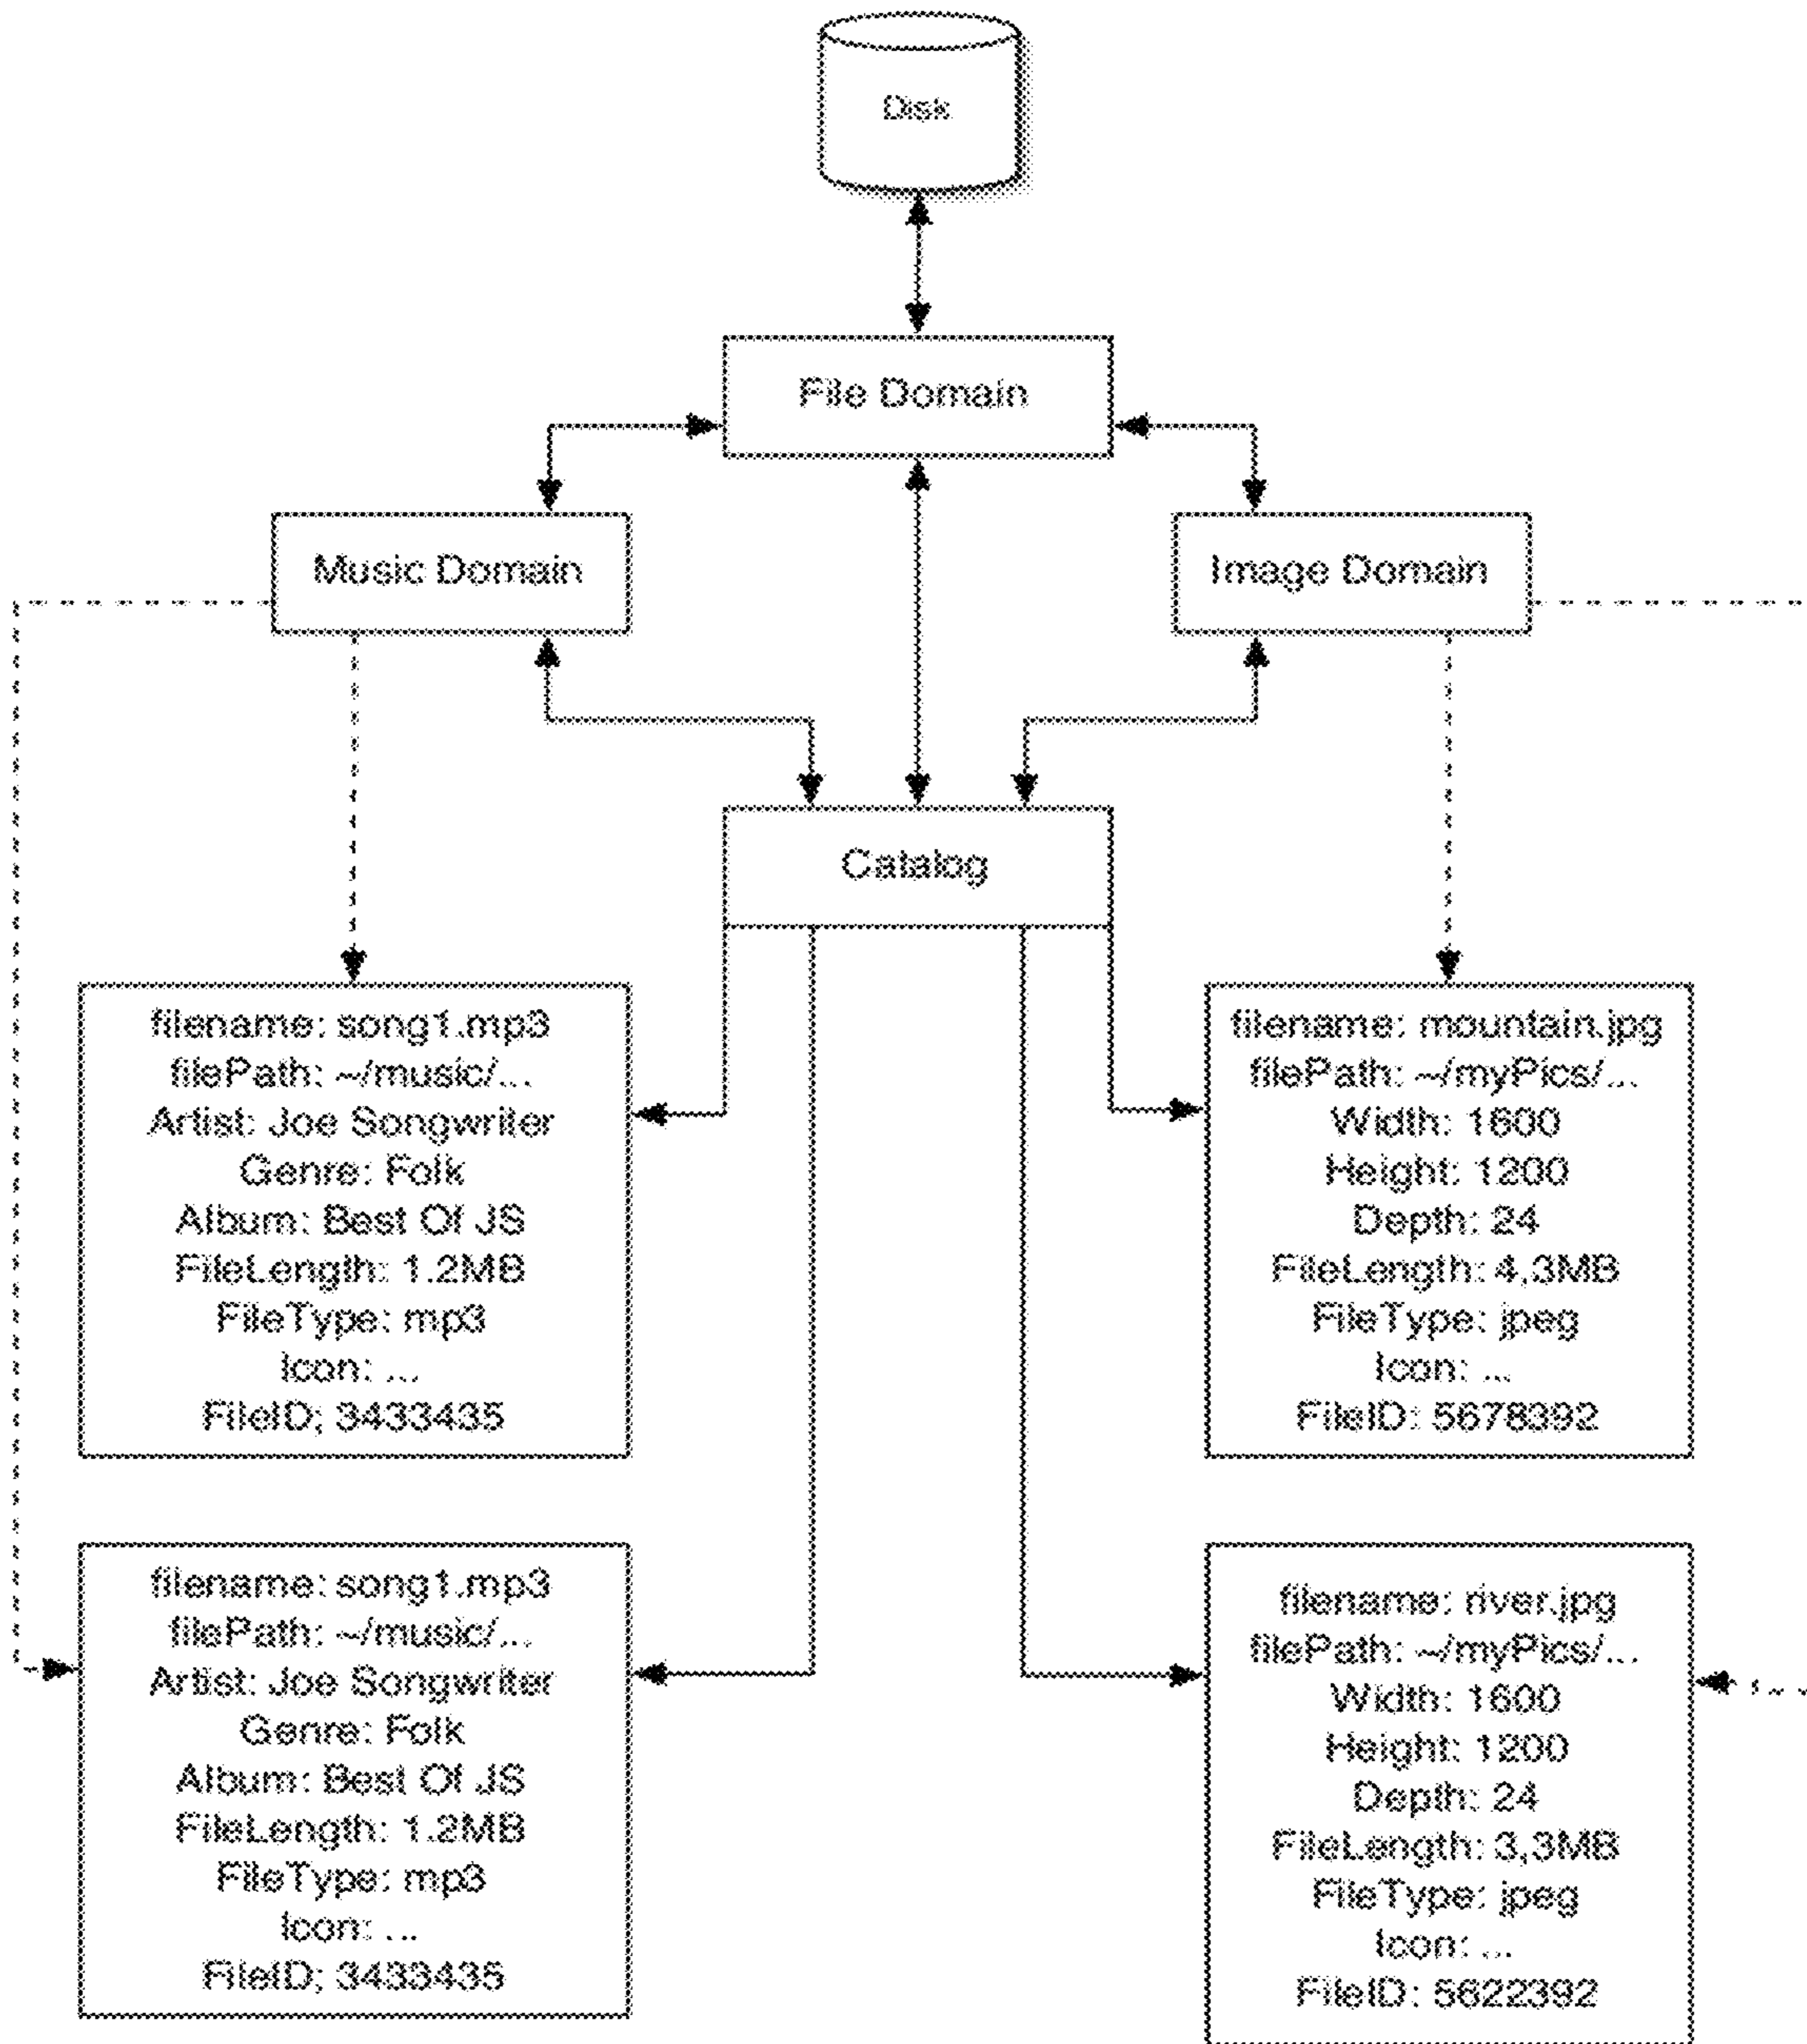 Disk
File Domain
Music Domain
Image Domain
Catalog
filename: song1.mp3
filePath: ~/music/...
Artist: Joe Songwriter
Genre: Folk
Album: Best Of JS
FileLength: 1.2MB
FileType: mp3
Icon: ...
FileID; 3433435
filename: mountain.jpg
filePath: ~/myPics/...
Width: 1600
Height: 1200
Depth: 24
FileLength: 4,3MB
FileType: jpeg
Icon: ...
FileID: 5678392
filename: song1.mp3
filePath: ~/music/...
Artist: Joe Songwriter
Genre: Folk
Album: Best Of JS
FileLength: 1.2MB
FileType: mp3
Icon: ...
FileID; 3433435
filename: river.jpg
filePath: ~/myPics/...
Width: 1600
Height: 1200
Depth: 24
FileLength: 3,3MB
FileType: jpeg
Icon: ...
FileID: 5622392